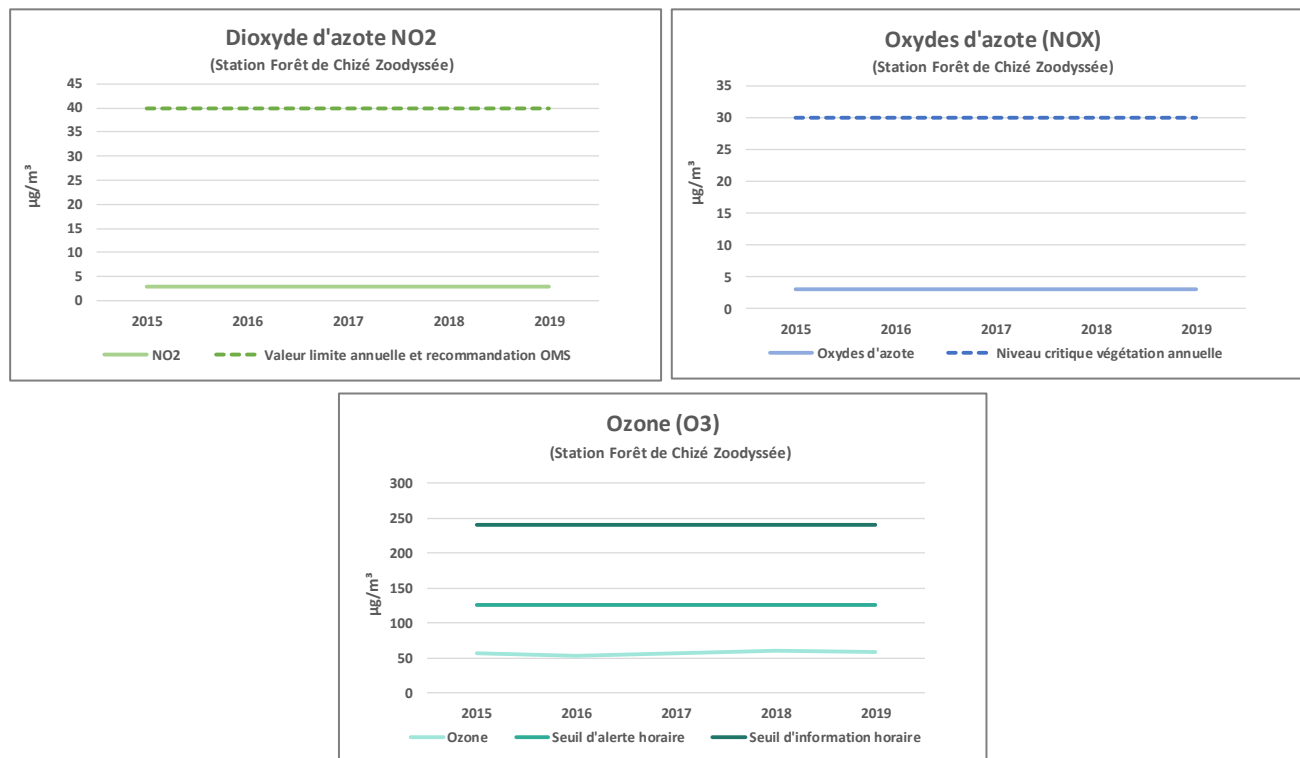 Dioxyde d'azote NO2
(Station Forêt de Chizé Zoodyssée)
45
40
35
30
25
20
15
10
5
0
µg/m³
2015 2016 2017 2018 2019
NO2 Valeur limite annuelle et recommandation OMS
Oxydes d'azote (NOX)
(Station Forêt de Chizé Zoodyssée)
35
30
25
20
15
10
5
0
µg/m³
2015 2016 2017 2018 2019
Oxydes d'azote Niveau critique végétation annuelle
Ozone (O3)
(Station Forêt de Chizé Zoodyssée)
300
250
200
150
100
50
0
µg/m³
2015 2016 2017 2018 2019
Ozone Seuil d'alerte horaire Seuil d'information horaire